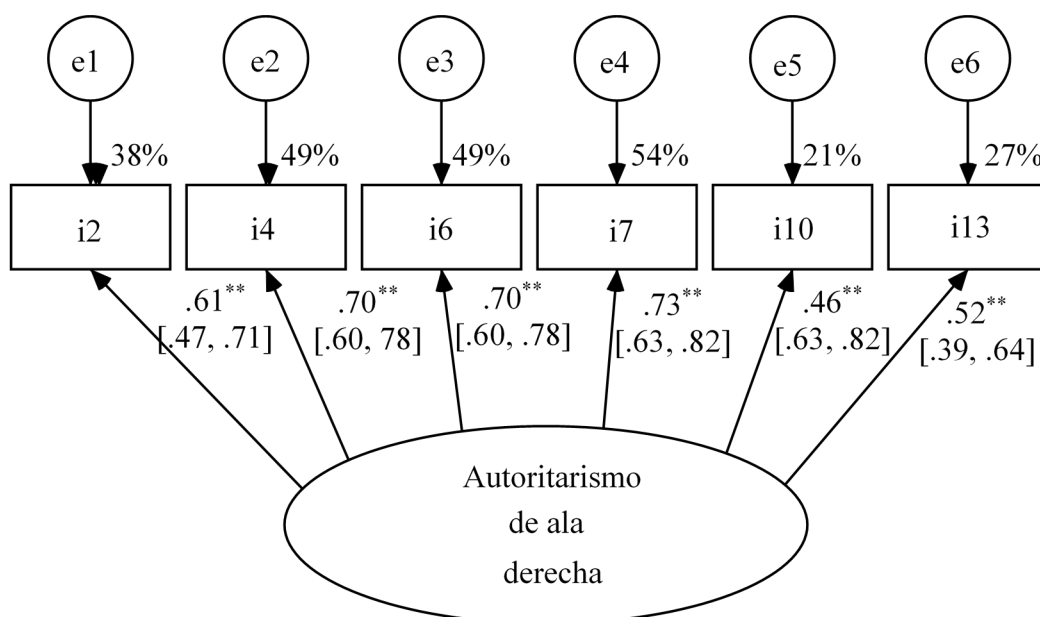 e1 e2 e3 e4 e5 e6
38% 49% 49% 54% 21% 27%
i2 i4 i6 i7 i10 i13
.61** .70** .70** .73** .46** .52**
[.47, .71] [.60, 78] [.60, .78] [.63, .82] [.63, .82] [.39, .64]
Autoritarismo
de ala
derecha